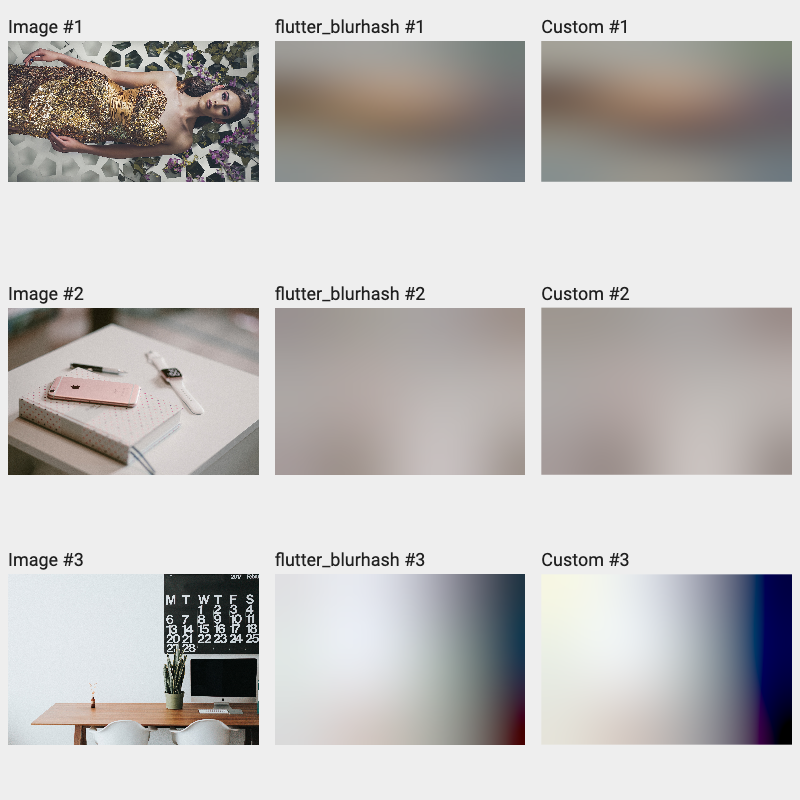 Image #1
flutter_blurhash #1
Custom #1
Image #2
flutter_blurhash #2
Custom #2
Image #3
flutter_blurhash #3
Custom #3
M T W T F S
1 2 3 4
6 7 8 9 10 11
13 14 15 16 17 18
20 21 22 23 24 25
27 28